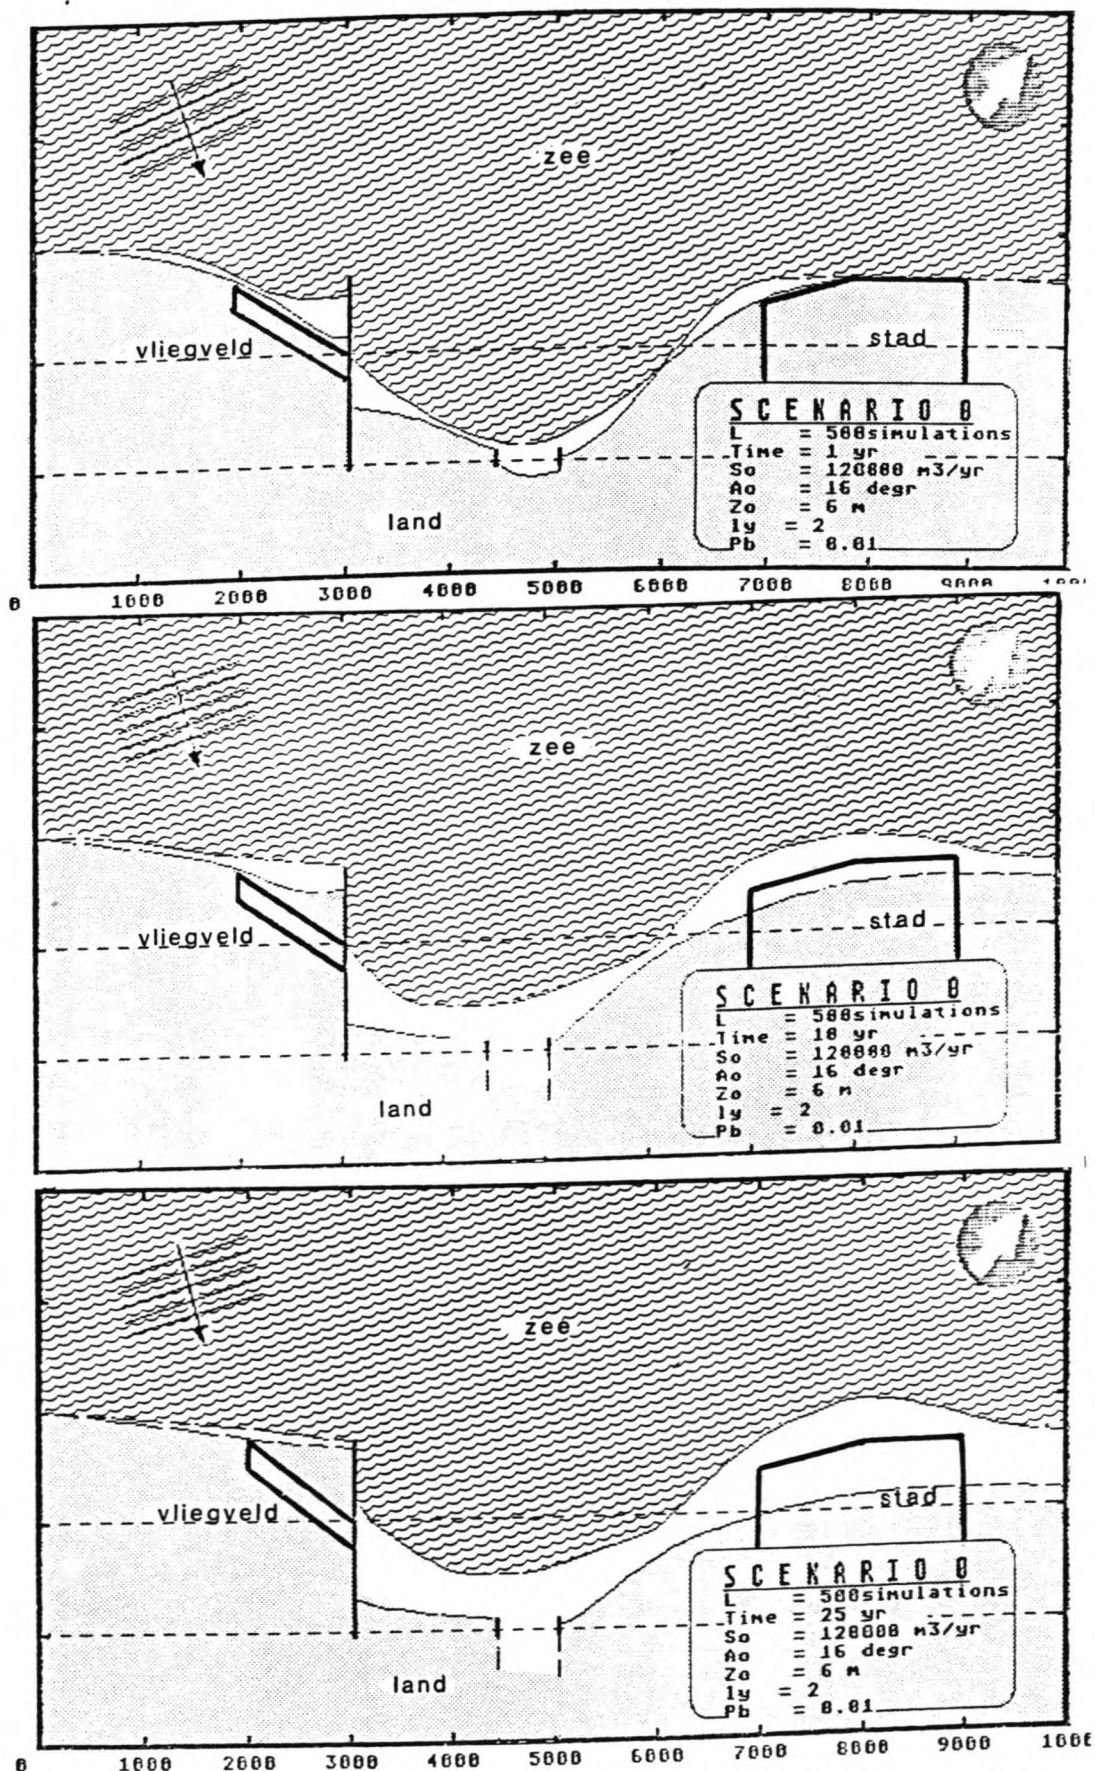 zee
vliegveld
stad
land
SCENARIO 0
L = 500simulations
Time = 1 yr
So = 120000 m3/yr
Ao = 16 degr
Zo = 6 m
ly = 2
Pb = 0.01
0 1000 2000 3000 4000 5000 6000 7000 8000 9000
zee
vliegveld
stad
land
SCENARIO 0
L = 500simulations
Time = 10 yr
So = 120000 m3/yr
Ao = 16 degr
Zo = 6 m
ly = 2
Pb = 0.01
zee
vliegveld
stad
land
SCENARIO 0
L = 500simulations
Time = 25 yr
So = 120000 m3/yr
Ao = 16 degr
Zo = 6 m
ly = 2
Pb = 0.01
0 1000 2000 3000 4000 5000 6000 7000 8000 9000